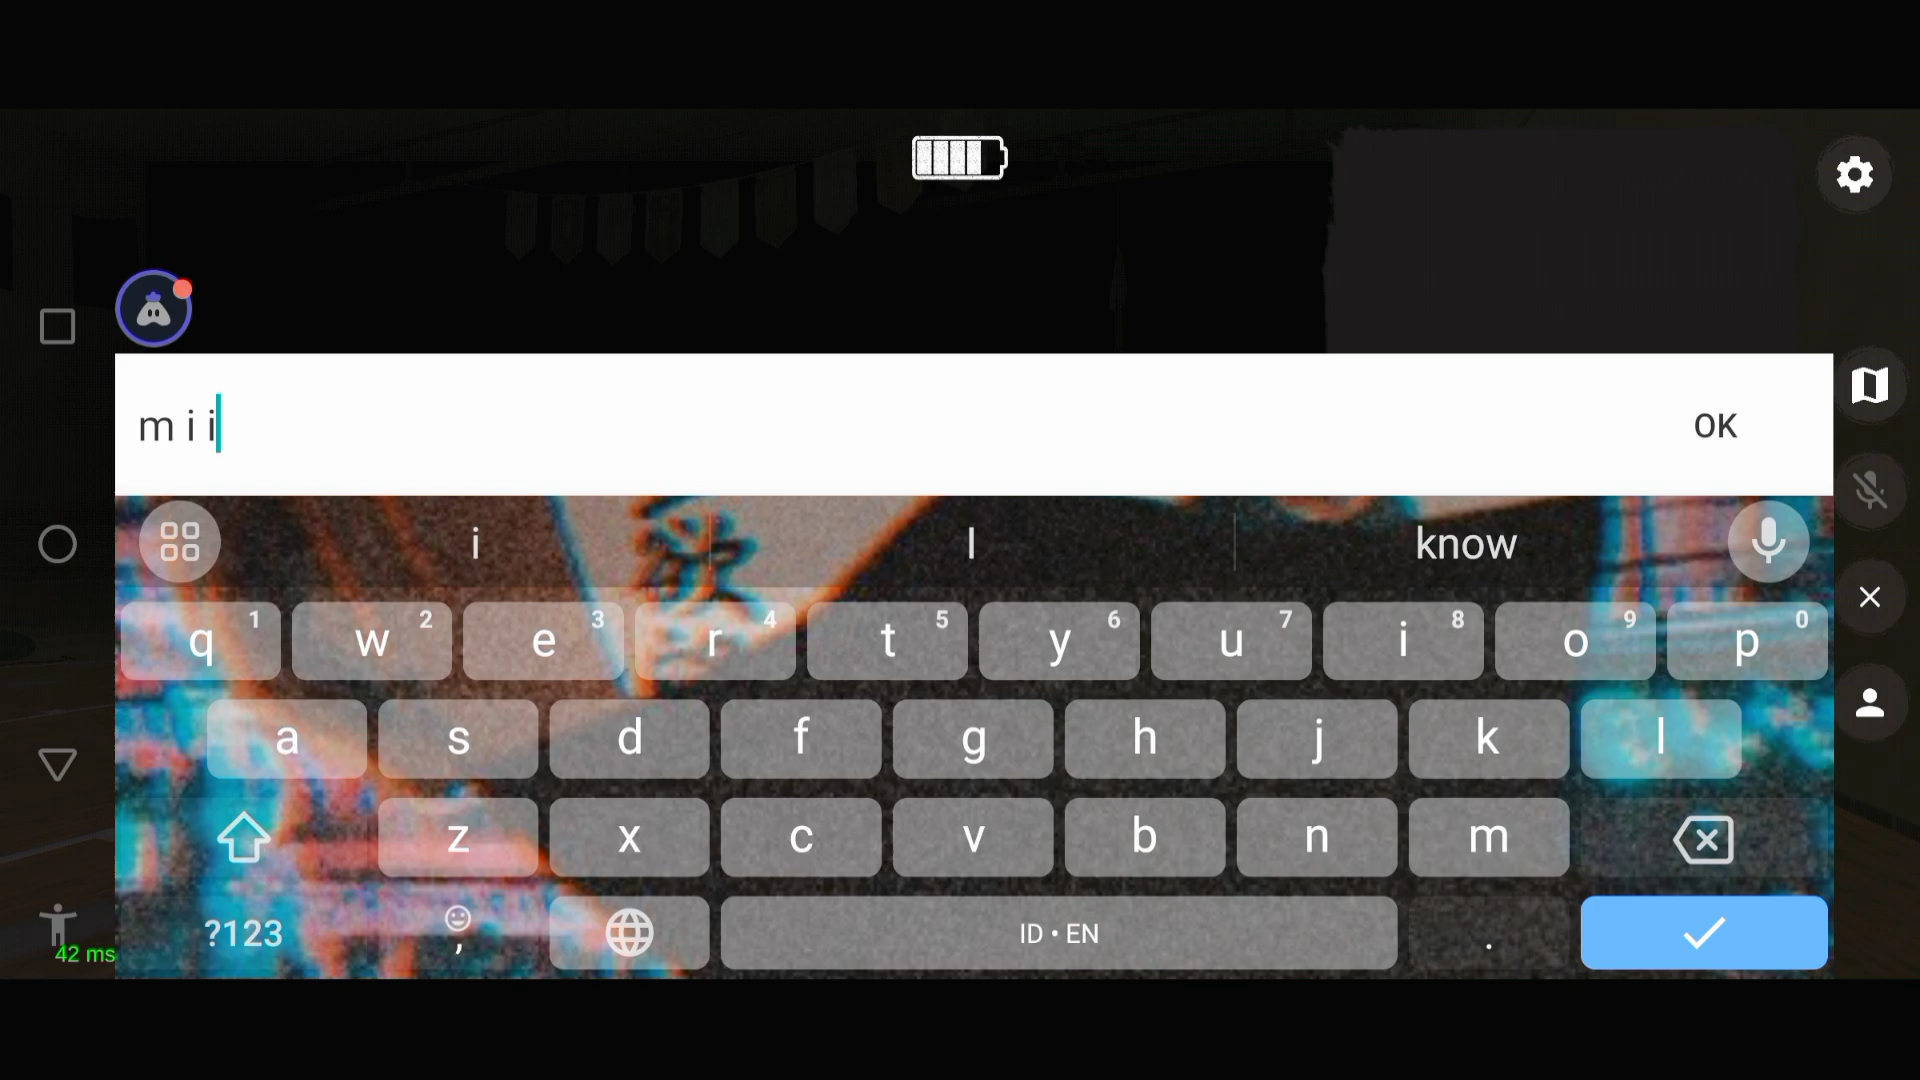 m i i
OK
i I know
q 1 w 2 e 3 r 4 t 5 y 6 u 7 i 8 o 9 p 0
a s d f g h j k l
z x c v b n m
?123 , ID • EN .
42 ms